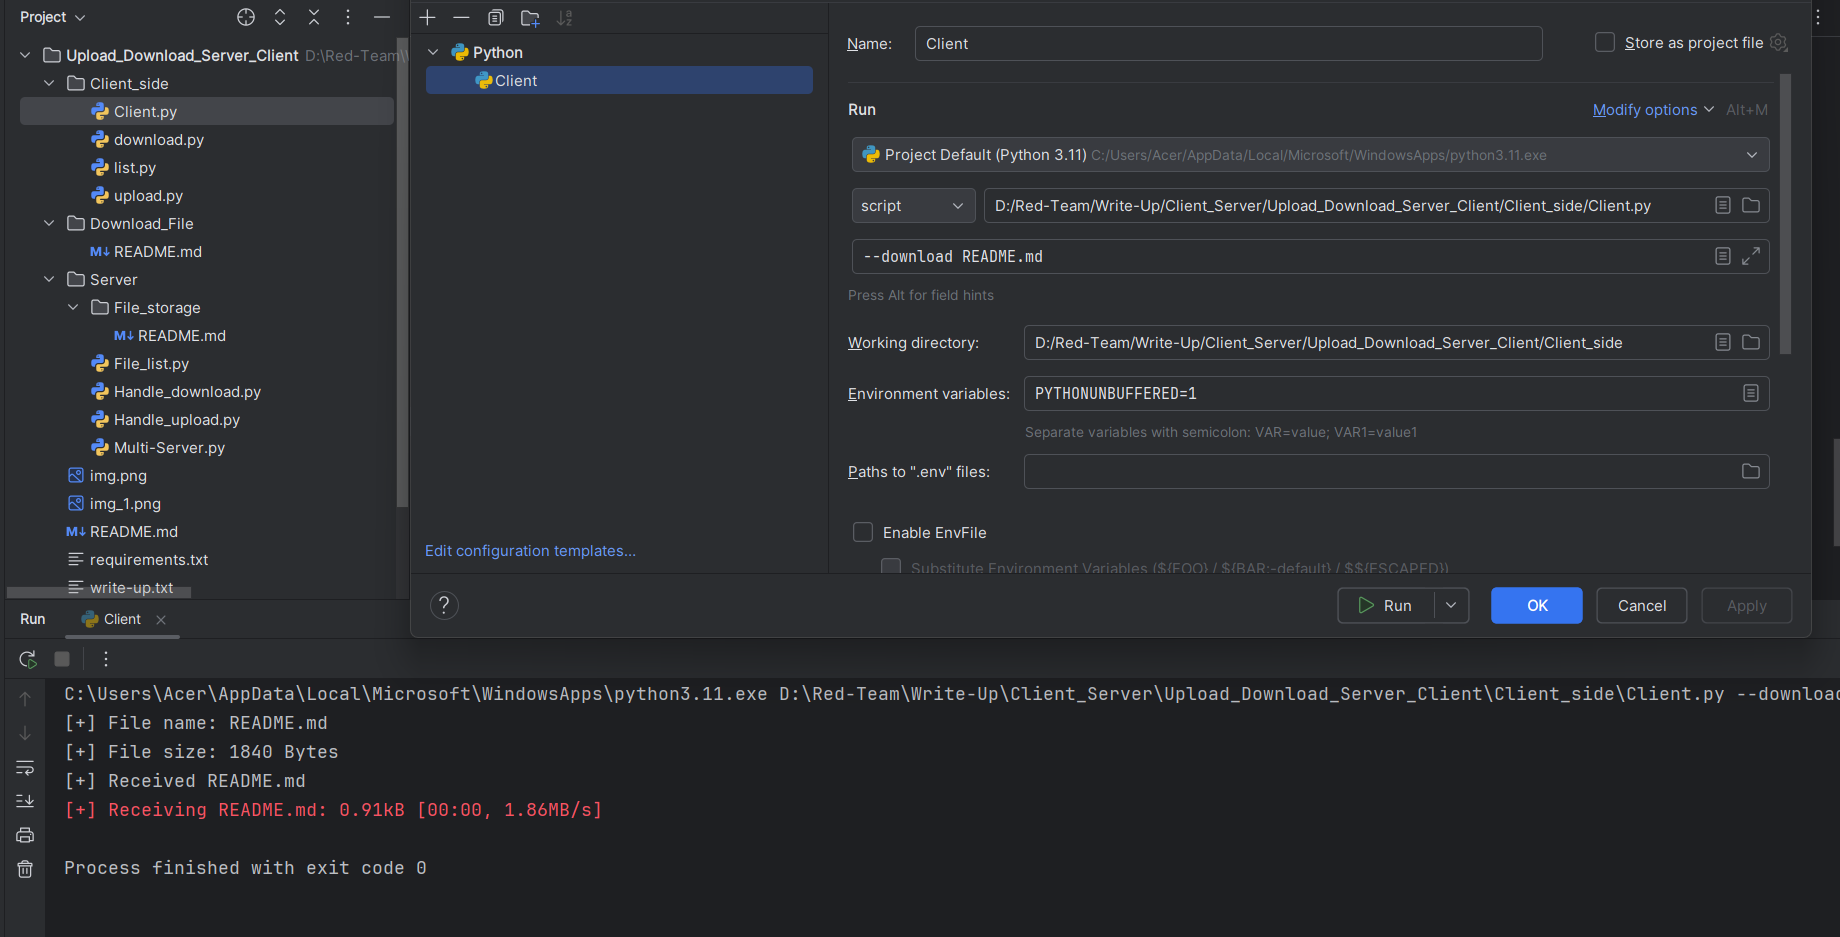 Project
Upload_Download_Server_Client D:\Red-Team\
Client_side
Client.py
download.py
list.py
upload.py
Download_File
README.md
Server
File_storage
README.md
File_list.py
Handle_download.py
Handle_upload.py
Multi-Server.py
img.png
img_1.png
README.md
requirements.txt
write-up.txt
Python
Client
Edit configuration templates...
Name: Client
Store as project file
Run
Modify options Alt+M
Project Default (Python 3.11) C:/Users/Acer/AppData/Local/Microsoft/WindowsApps/python3.11.exe
script D:/Red-Team/Write-Up/Client_Server/Upload_Download_Server_Client/Client_side/Client.py
--download README.md
Press Alt for field hints
Working directory: D:/Red-Team/Write-Up/Client_Server/Upload_Download_Server_Client/Client_side
Environment variables: PYTHONUNBUFFERED=1
Separate variables with semicolon: VAR=value; VAR1=value1
Paths to ".env" files:
Enable EnvFile
Substitute Environment Variables (${FOO} / ${BAR:-default} / $${ESCAPED})
? Run OK Cancel Apply
Run Client
C:\Users\Acer\AppData\Local\Microsoft\WindowsApps\python3.11.exe D:\Red-Team\Write-Up\Client_Server\Upload_Download_Server_Client\Client_side\Client.py --download
[+] File name: README.md
[+] File size: 1840 Bytes
[+] Received README.md
[+] Receiving README.md: 0.91kB [00:00, 1.86MB/s]
Process finished with exit code 0